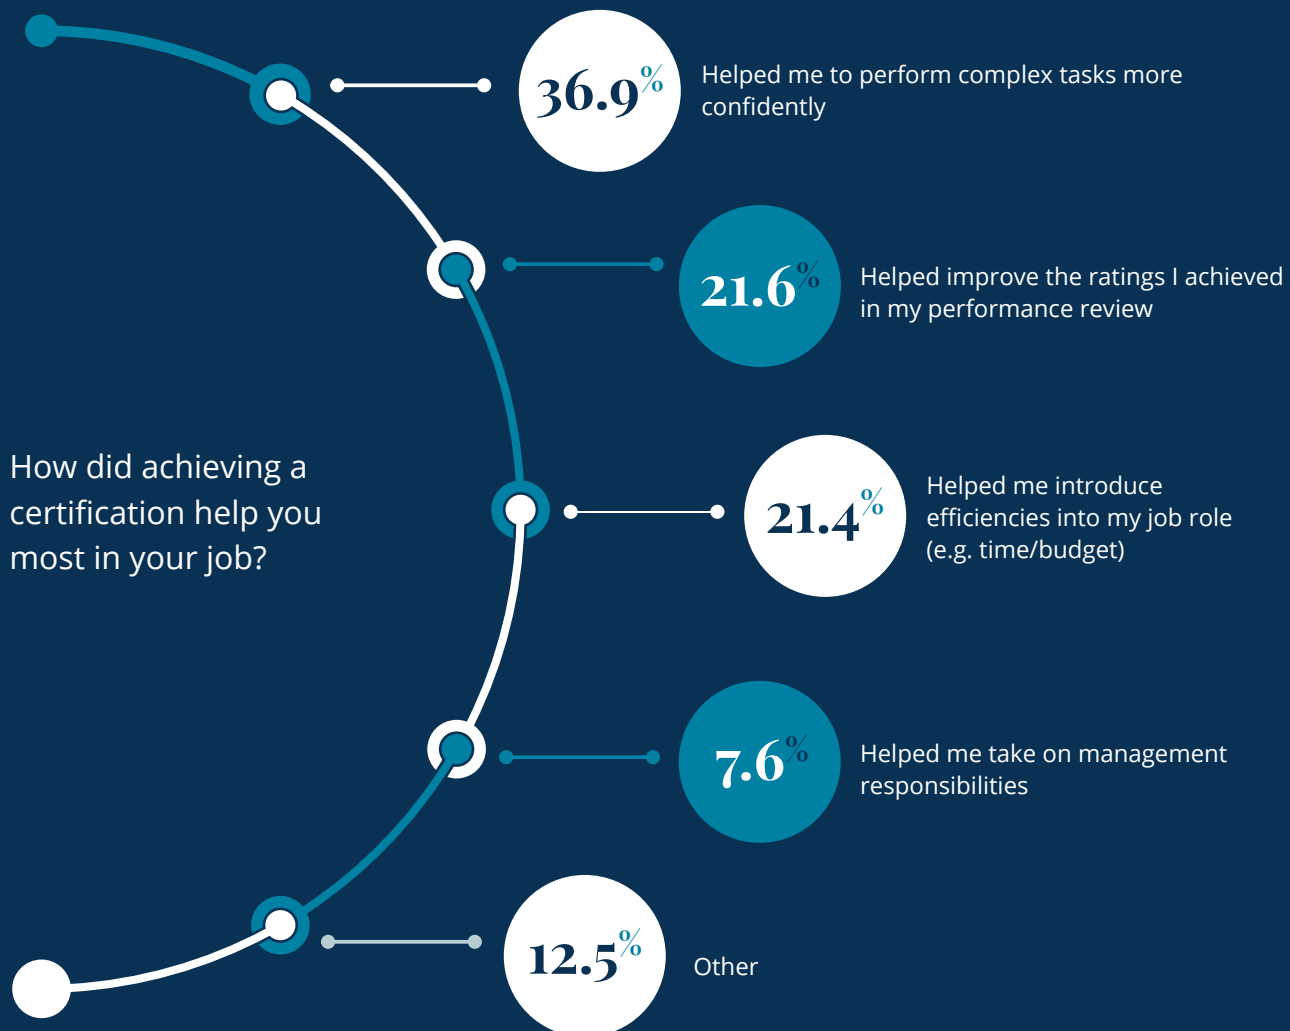 36.9%
Helped me to perform complex tasks more
confidently
21.6%
Helped improve the ratings I achieved
in my performance review
How did achieving a
certification help you
most in your job?
21.4%
Helped me introduce
efficiencies into my job role
(e.g. time/budget)
7.6%
Helped me take on management
responsibilities
12.5%
Other